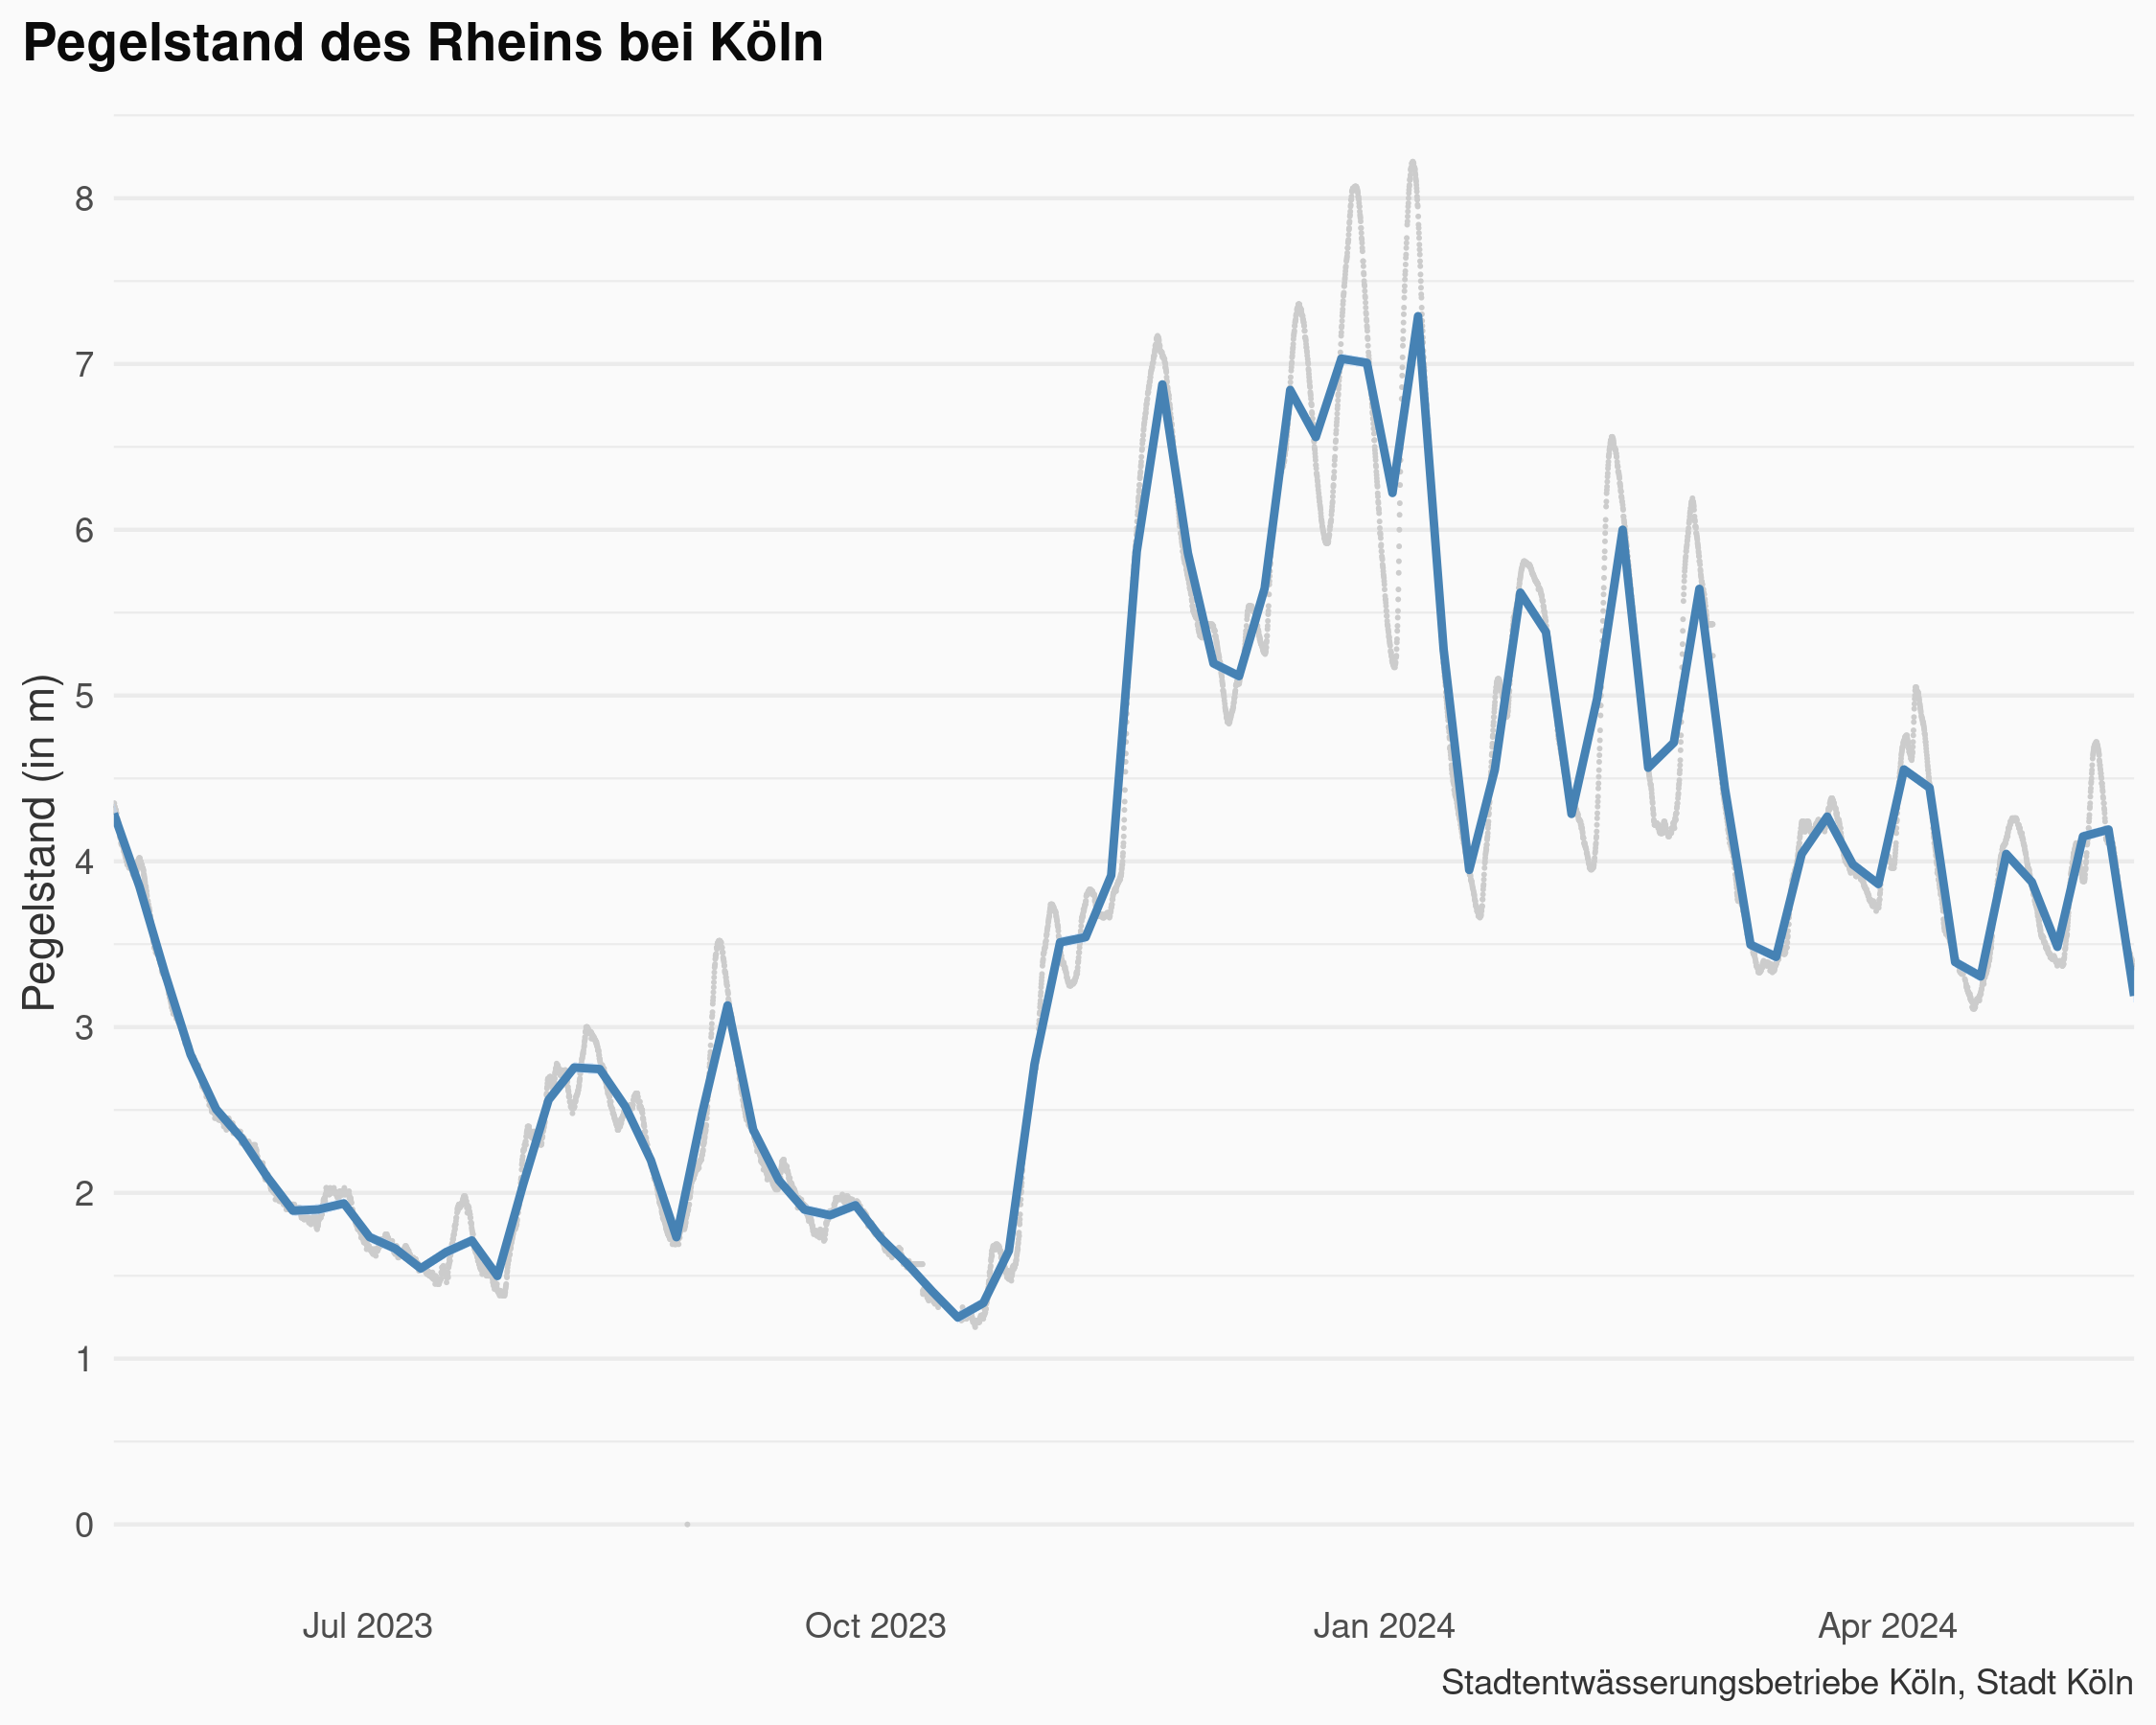 Pegelstand des Rheins bei Köln
Pegelstand (in m)
8
7
6
5
4
3
2
1
0
Jul 2023
Oct 2023
Jan 2024
Apr 2024
Stadtentwässerungsbetriebe Köln, Stadt Köln